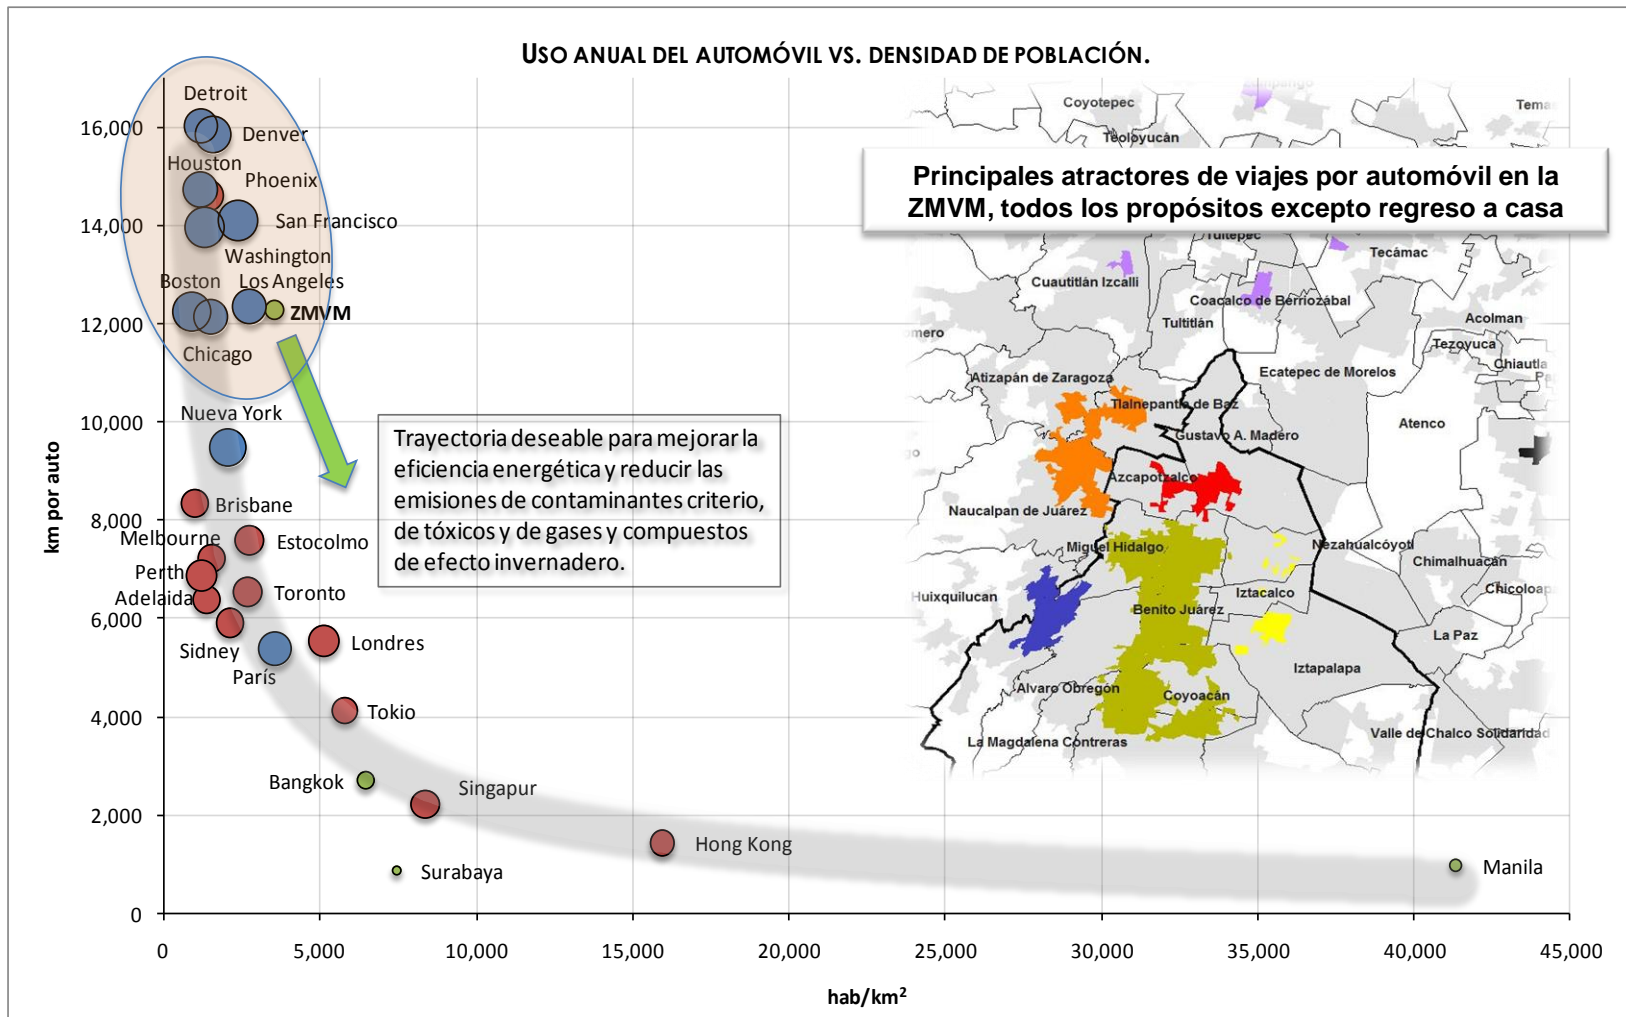 USO ANUAL DEL AUTOMÓVIL VS. DENSIDAD DE POBLACIÓN.
km por auto
16,000
14,000
12,000
10,000
8,000
6,000
4,000
2,000
0
0
5,000
10,000
15,000
20,000
25,000
30,000
35,000
40,000
45,000
hab/km²
Detroit
Denver
Houston
Phoenix
San Francisco
Washington
Boston
Los Angeles
ZMVM
Chicago
Nueva York
Brisbane
Melbourne
Estocolmo
Perth
Adelaida
Toronto
Sidney
París
Londres
Tokio
Bangkok
Singapur
Surabaya
Hong Kong
Manila
Trayectoria deseable para mejorar la
eficiencia energética y reducir las
emisiones de contaminantes criterio,
de tóxicos y de gases y compuestos
de efecto invernadero.
Principales atractores de viajes por automóvil en la
ZMVM, todos los propósitos excepto regreso a casa
Coyotepec
Teoloyucán
Tultepec
Tecámac
Cuautitlán Izcalli
Coacalco de Berriozábal
Tultitlán
Acolman
Tezoyuca
Chiautla
Atizapán de Zaragoza
Ecatepec de Morelos
Tlalnepantla de Baz
Atenco
Gustavo A. Madero
Azcapotzalco
Naucalpan de Juárez
Miguel Hidalgo
Nezahualcóyotl
Chimalhuacán
Chicoloap
Huixquilucan
Iztacalco
Benito Juárez
La Paz
Iztapalapa
Alvaro Obregón
Coyoacán
La Magdalena Contreras
Valle de Chalco Solidaridad